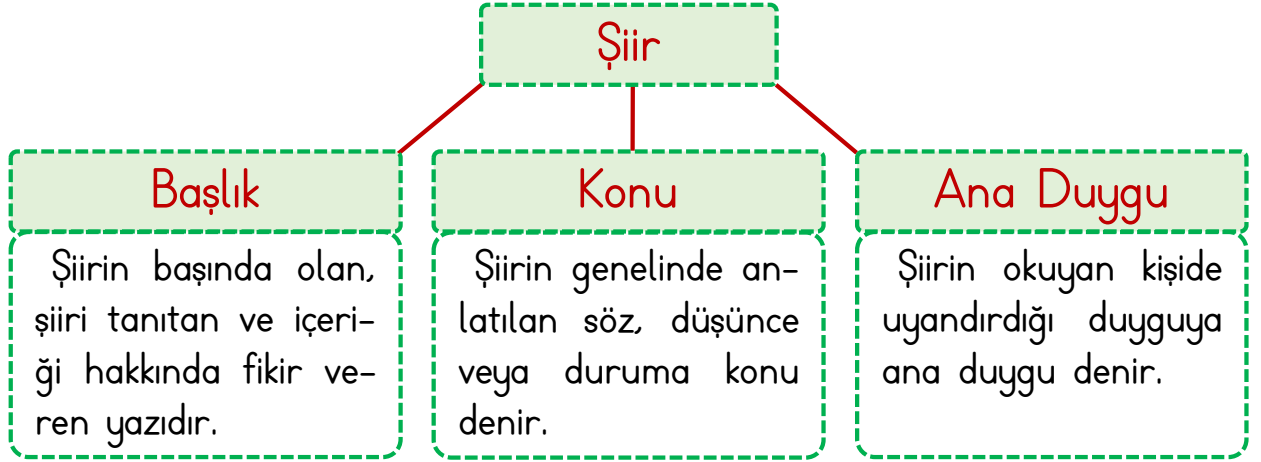 Şiir
Başlık
Şiirin başında olan,
şiiri tanıtan ve içeri-
ği hakkında fikir ve-
ren yazıdır.
Konu
Şiirin genelinde an-
latılan söz, düşünce
veya duruma konu
denir.
Ana Duygu
Şiirin okuyan kişide
uyandırdığı duyguya
ana duygu denir.